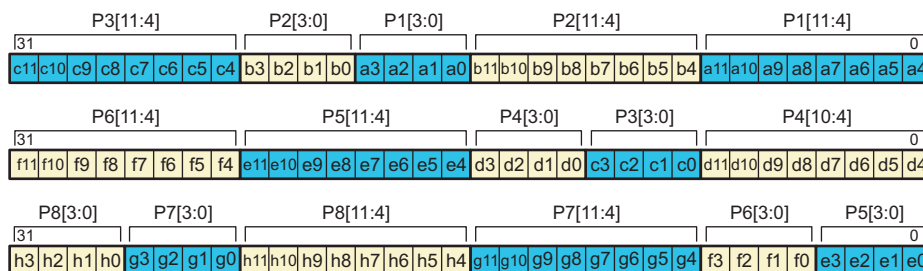 P3[11:4] P2[3:0] P1[3:0] P2[11:4] P1[11:4]
31 0
c11 c10 c9 c8 c7 c6 c5 c4 b3 b2 b1 b0 a3 a2 a1 a0 b11 b10 b9 b8 b7 b6 b5 b4 a11 a10 a9 a8 a7 a6 a5 a4
P6[11:4] P5[11:4] P4[3:0] P3[3:0] P4[10:4]
31 0
f11 f10 f9 f8 f7 f6 f5 f4 e11 e10 e9 e8 e7 e6 e5 e4 d3 d2 d1 d0 c3 c2 c1 c0 d11 d10 d9 d8 d7 d6 d5 d4
P8[3:0] P7[3:0] P8[11:4] P7[11:4] P6[3:0] P5[3:0]
31 0
h3 h2 h1 h0 g3 g2 g1 g0 h11 h10 h9 h8 h7 h6 h5 h4 g11 g10 g9 g8 g7 g6 g5 g4 f3 f2 f1 f0 e3 e2 e1 e0